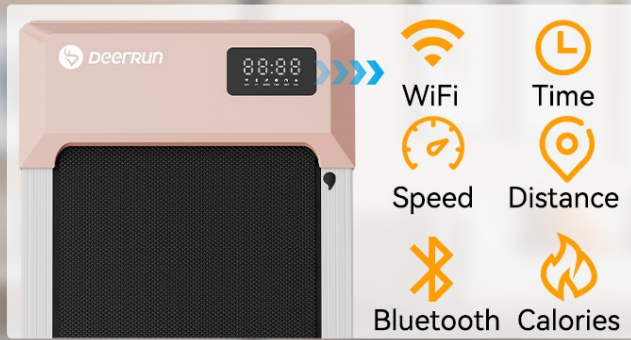 DeerRun
88:88
WiFi
Time
Speed
Distance
Bluetooth
Calories